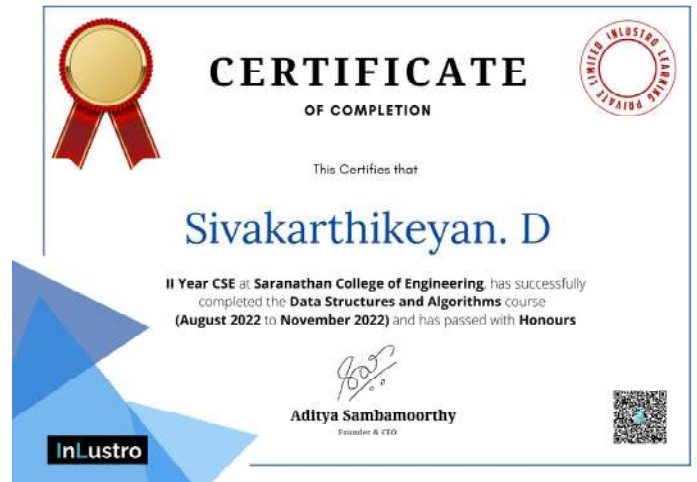 CERTIFICATE
OF COMPLETION
INLUSTRO LEARNING PRIVATE LIMITED
This Certifies that
Sivakarthikeyan. D
II Year CSE at Saranathan College of Engineering, has successfully
completed the Data Structures and Algorithms course
(August 2022 to November 2022) and has passed with Honours
Aditya Sambamoorthy
Founder & CEO
InLustro